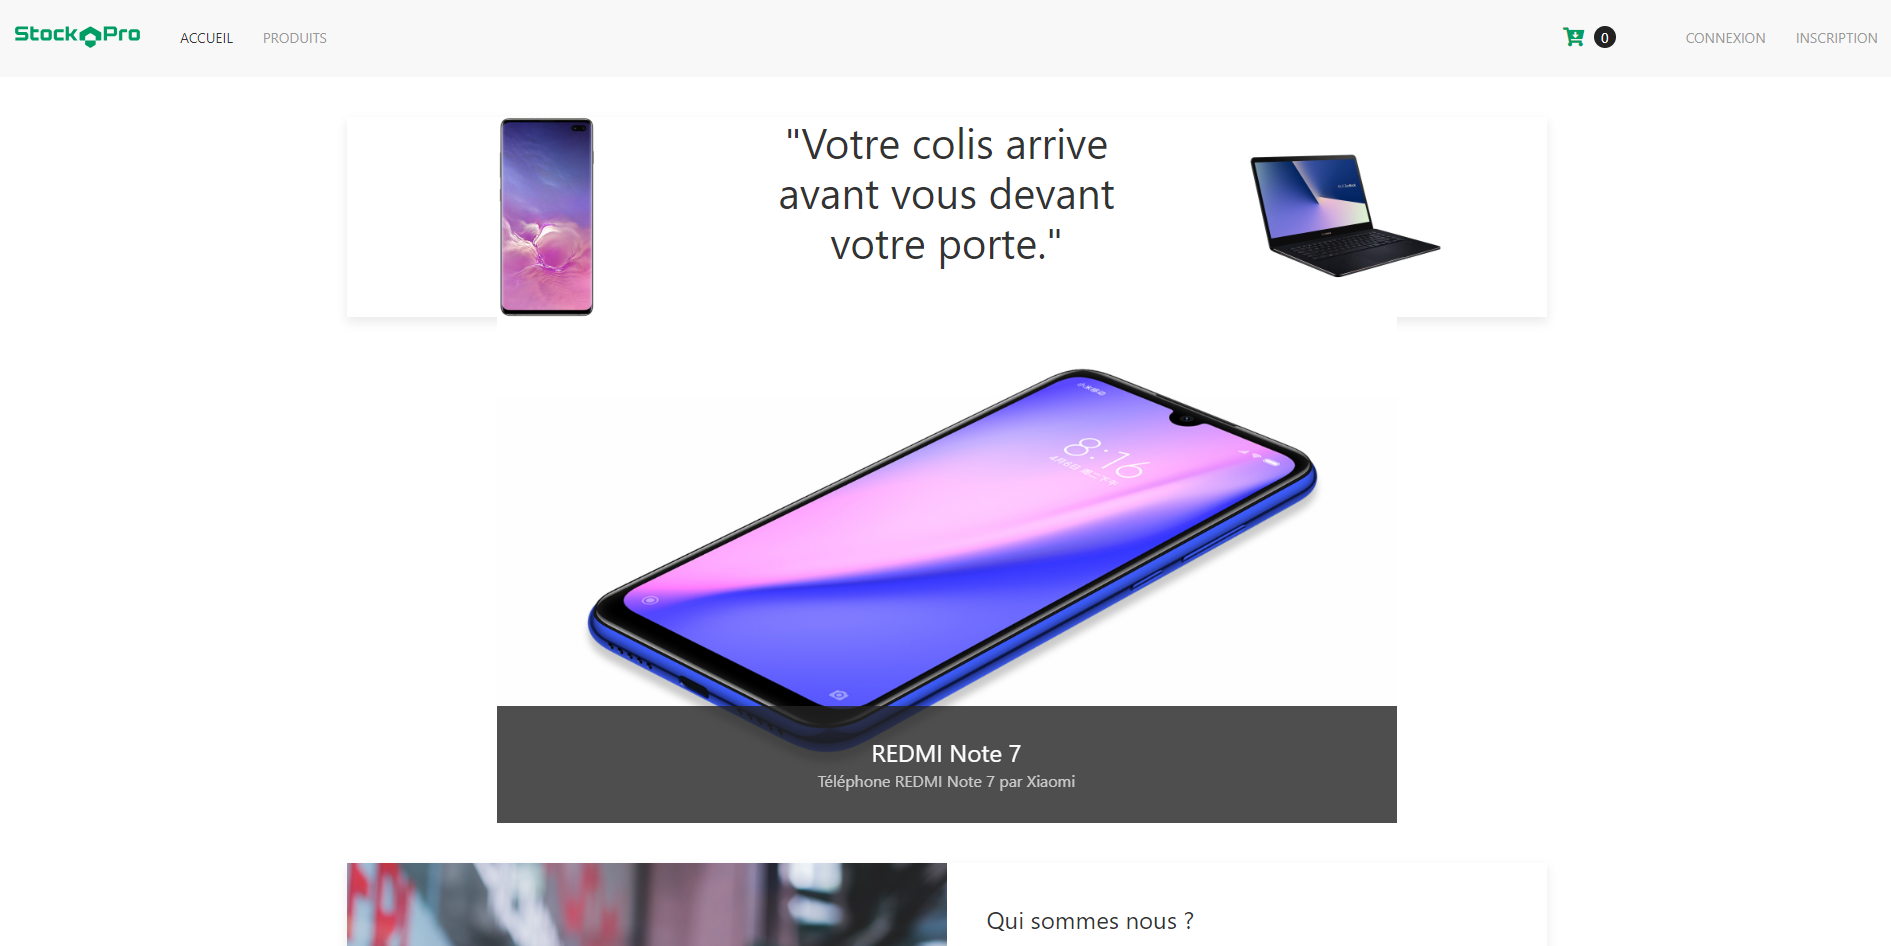 StockPro
ACCUEIL
PRODUITS
0
CONNEXION
INSCRIPTION
"Votre colis arrive
avant vous devant
votre porte."
8:16
REDMI Note 7
Téléphone REDMI Note 7 par Xiaomi
Qui sommes nous ?